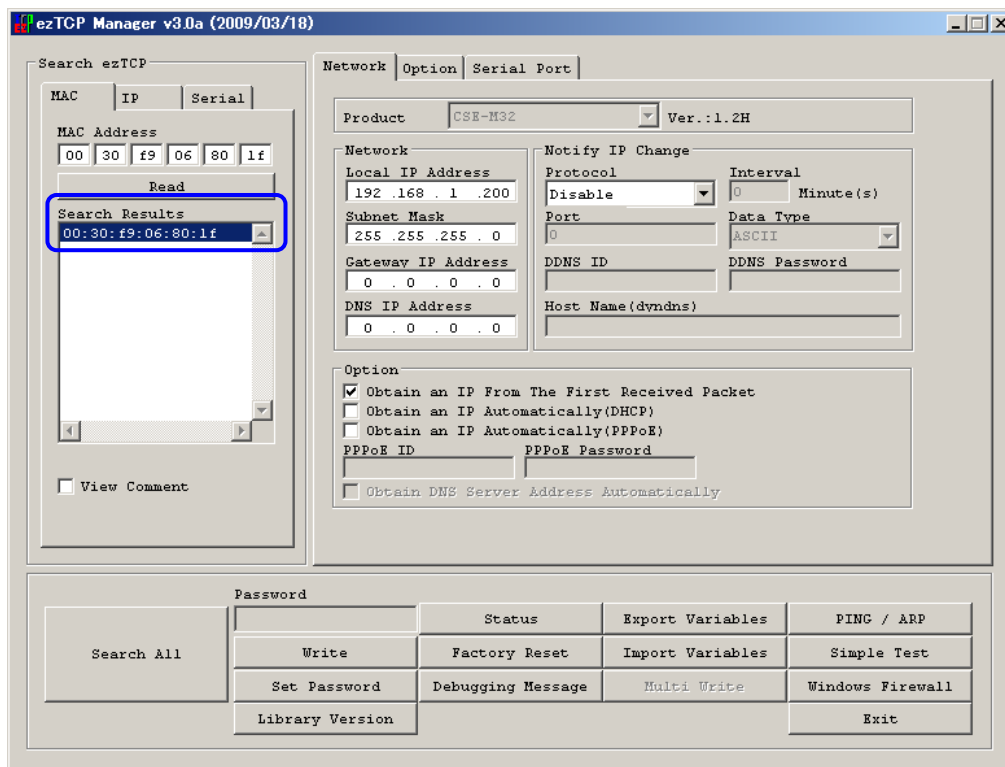 ezTCP Manager v3.0a (2009/03/18)
Search ezTCP
MAC IP Serial
MAC Address
00 30 f9 06 80 1f
Read
Search Results
00:30:f9:06:80:1f
View Comment
Network Option Serial Port
Product CSE-M32 Ver.:1.2H
Network
Local IP Address
192 .168 . 1 .200
Subnet Mask
255 .255 .255 . 0
Gateway IP Address
0 . 0 . 0 . 0
DNS IP Address
0 . 0 . 0 . 0
Notify IP Change
Protocol Interval
Disable 0 Minute(s)
Port Data Type
0 ASCII
DDNS ID DDNS Password
Host Name(dyndns)
Option
Obtain an IP From The First Received Packet
Obtain an IP Automatically(DHCP)
Obtain an IP Automatically(PPPoE)
PPPoE ID PPPoE Password
Obtain DNS Server Address Automatically
Password
Search All
Status Export Variables PING / ARP
Write Factory Reset Import Variables Simple Test
Set Password Debugging Message Multi Write Windows Firewall
Library Version Exit